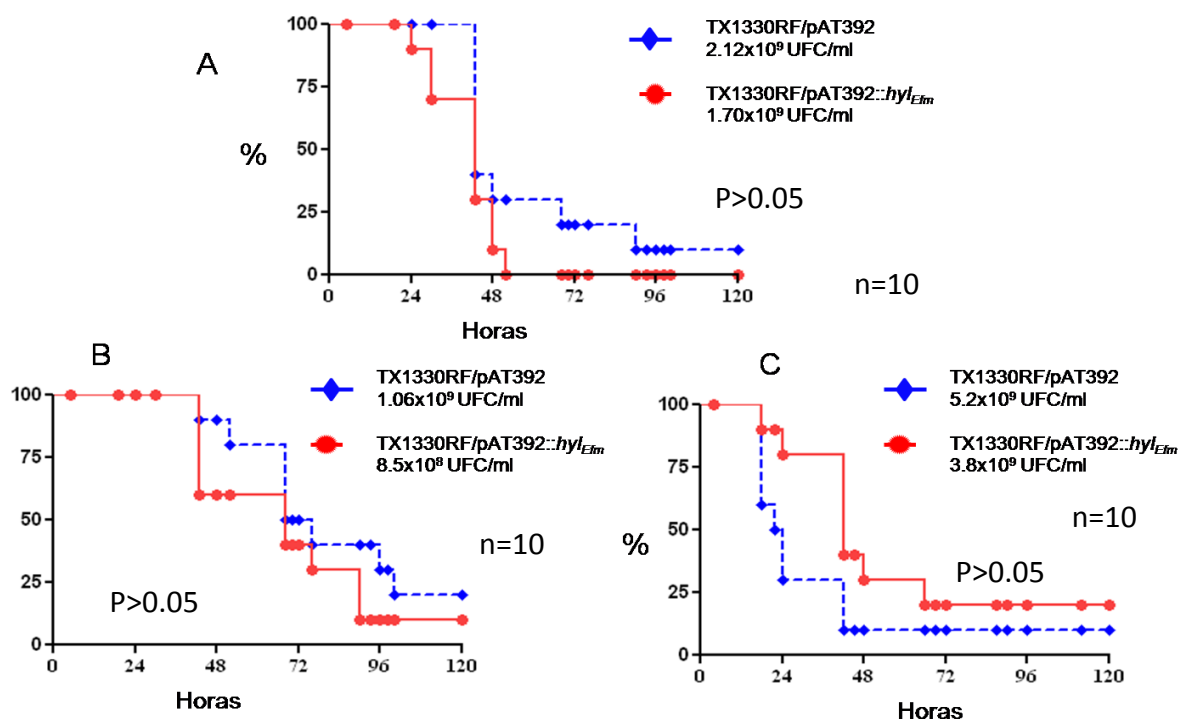 A
TX1330RF/pAT392
2.12x10⁹ UFC/ml
TX1330RF/pAT392::hyl_Efm
1.70x10⁹ UFC/ml
%
100
75
50
25
0
P>0.05
n=10
0 24 48 72 96 120
Horas
B
TX1330RF/pAT392
1.06x10⁹ UFC/ml
TX1330RF/pAT392::hyl_Efm
8.5x10⁸ UFC/ml
100
75
50
25
0
n=10
P>0.05
0 24 48 72 96 120
Horas
C
TX1330RF/pAT392
5.2x10⁹ UFC/ml
TX1330RF/pAT392::hyl_Efm
3.8x10⁹ UFC/ml
%
100
75
50
25
0
n=10
P>0.05
0 24 48 72 96 120
Horas